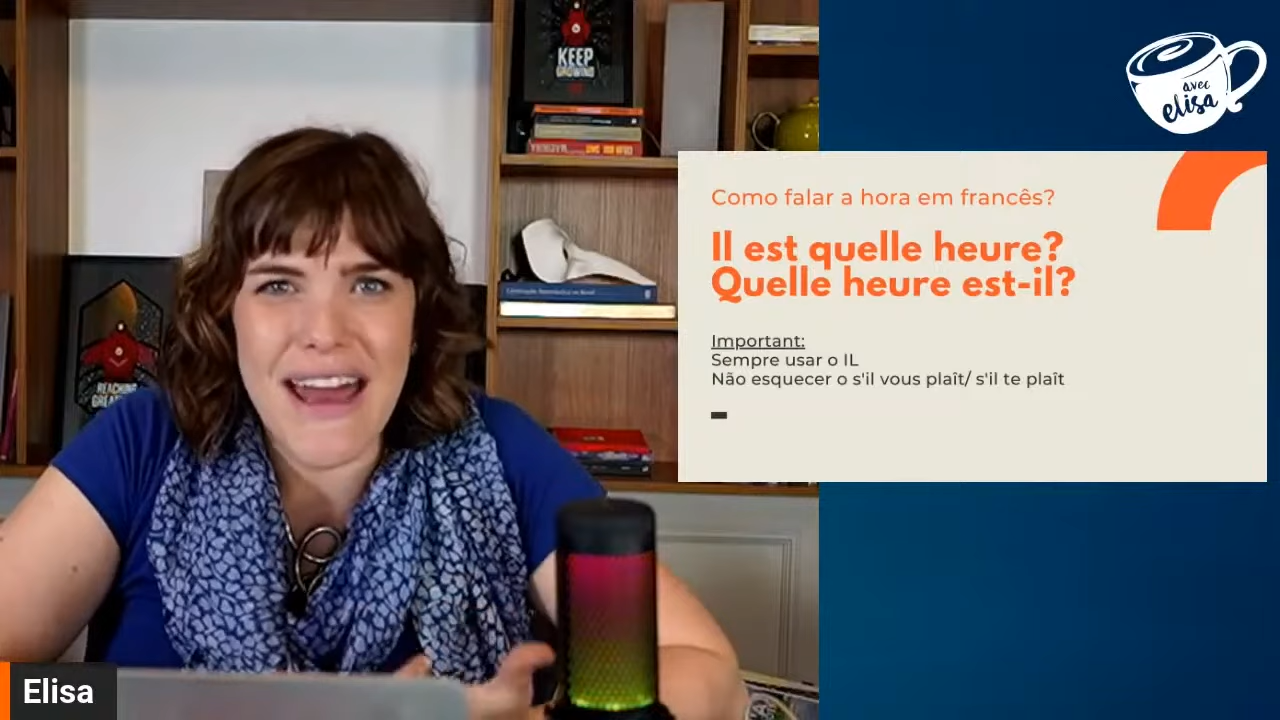 KEEP
GROWING
avec
elisa
Como falar a hora em francês?
Il est quelle heure?
Quelle heure est-il?
Important:
Sempre usar o IL
Não esquecer o s'il vous plaît/ s'il te plaît
REACHING
Elisa